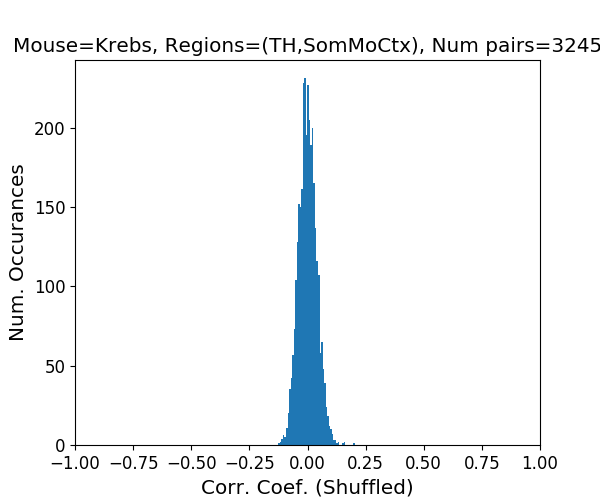 Mouse=Krebs, Regions=(TH,SomMoCtx), Num pairs=3245
Num. Occurances
200
150
100
50
0
−1.00 −0.75 −0.50 −0.25 0.00 0.25 0.50 0.75 1.00
Corr. Coef. (Shuffled)